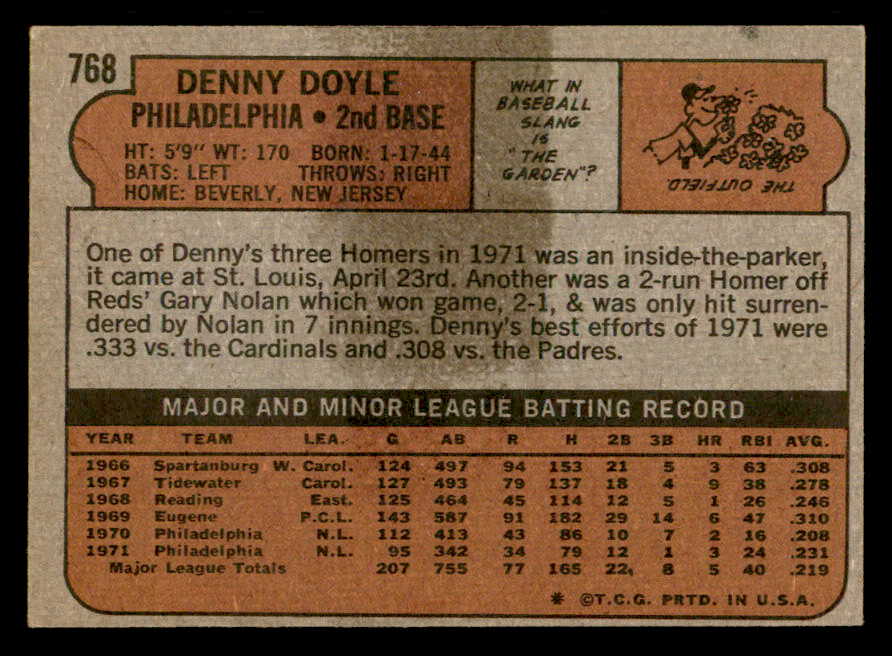 768
DENNY DOYLE
PHILADELPHIA • 2nd BASE
HT: 5'9" WT: 170 BORN: 1-17-44
BATS: LEFT THROWS: RIGHT
HOME: BEVERLY, NEW JERSEY
WHAT IN
BASEBALL
SLANG
IS
"THE
GARDEN"?
THE OUTFIELD.
One of Denny's three Homers in 1971 was an inside-the-parker,
it came at St. Louis, April 23rd. Another was a 2-run Homer off
Reds' Gary Nolan which won game, 2-1, & was only hit surren-
dered by Nolan in 7 innings. Denny's best efforts of 1971 were
.333 vs. the Cardinals and .308 vs. the Padres.
MAJOR AND MINOR LEAGUE BATTING RECORD
YEAR TEAM LEA. G AB R H 2B 3B HR RBI AVG.
1966 Spartanburg W. Carol. 124 497 94 153 21 5 3 63 .308
1967 Tidewater Carol. 127 493 79 137 18 4 9 38 .278
1968 Reading East. 125 464 45 114 12 5 1 26 .246
1969 Eugene P.C.L. 143 587 91 182 29 14 6 47 .310
1970 Philadelphia N.L. 112 413 43 86 10 7 2 16 .208
1971 Philadelphia N.L. 95 342 34 79 12 1 3 24 .231
Major League Totals 207 755 77 165 22 8 5 40 .219
* ©T.C.G. PRTD. IN U.S.A.